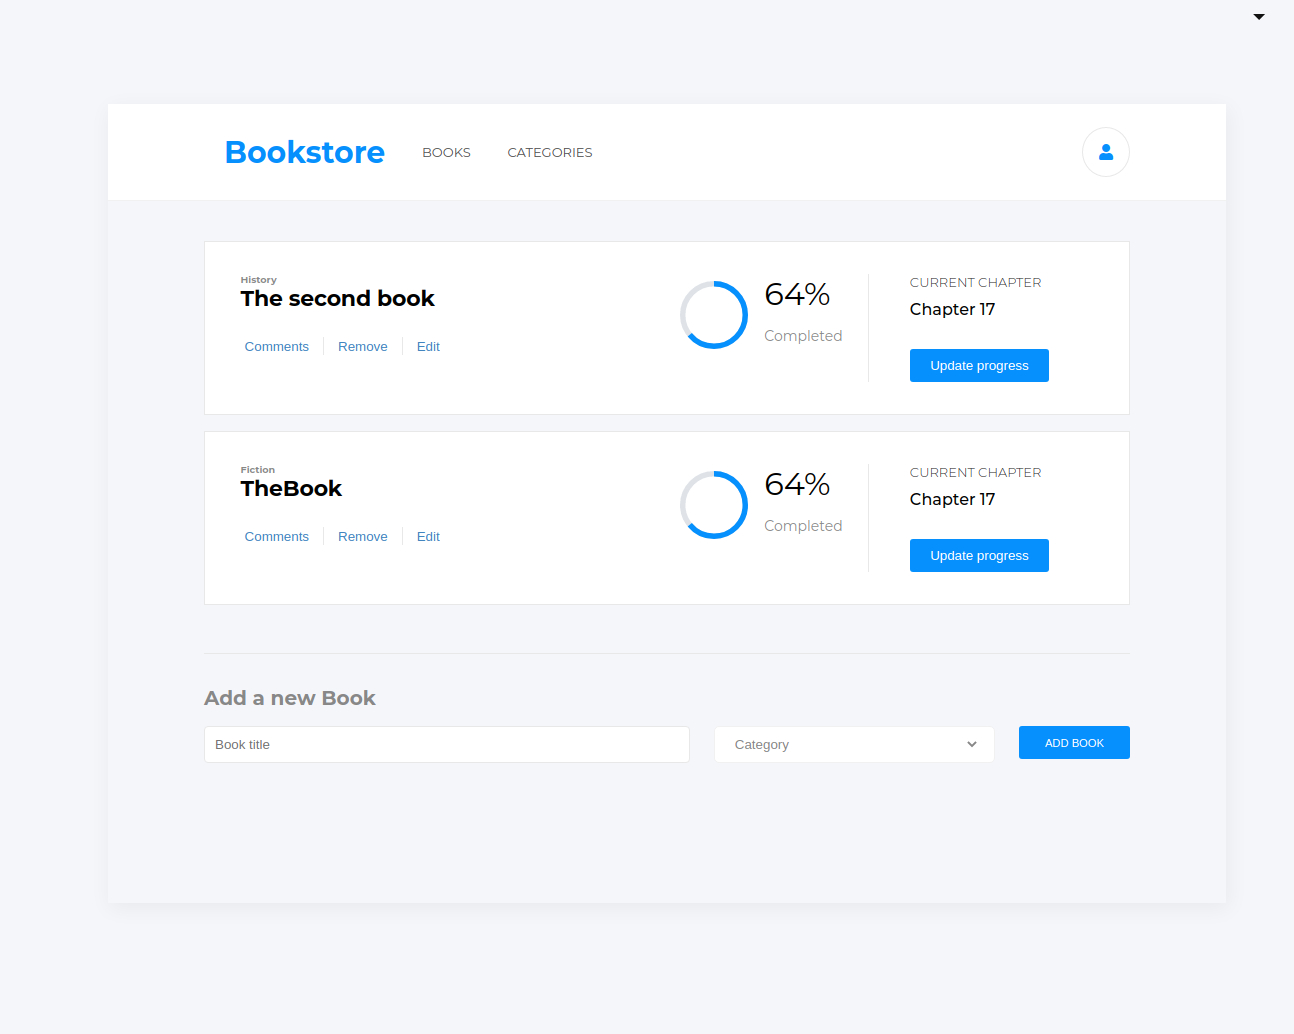 Bookstore BOOKS CATEGORIES
History
The second book
Comments Remove Edit
64%
Completed
CURRENT CHAPTER
Chapter 17
Update progress
Fiction
TheBook
Comments Remove Edit
64%
Completed
CURRENT CHAPTER
Chapter 17
Update progress
Add a new Book
Book title Category ADD BOOK